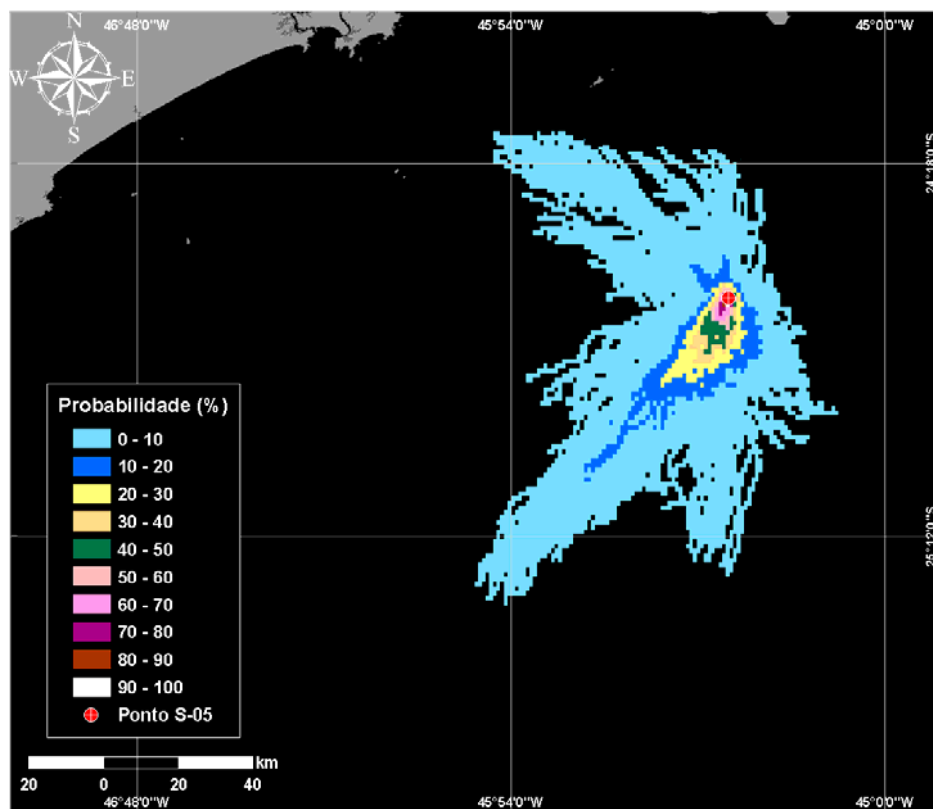 46°48'0"W
45°54'0"W
45°0'0"W
N
W
E
S
24°18'0"S
Probabilidade (%)
0 - 10
10 - 20
20 - 30
30 - 40
40 - 50
50 - 60
60 - 70
70 - 80
80 - 90
90 - 100
Ponto S-05
25°12'0"S
km
20
0
20
40
46°48'0"W
45°54'0"W
45°0'0"W